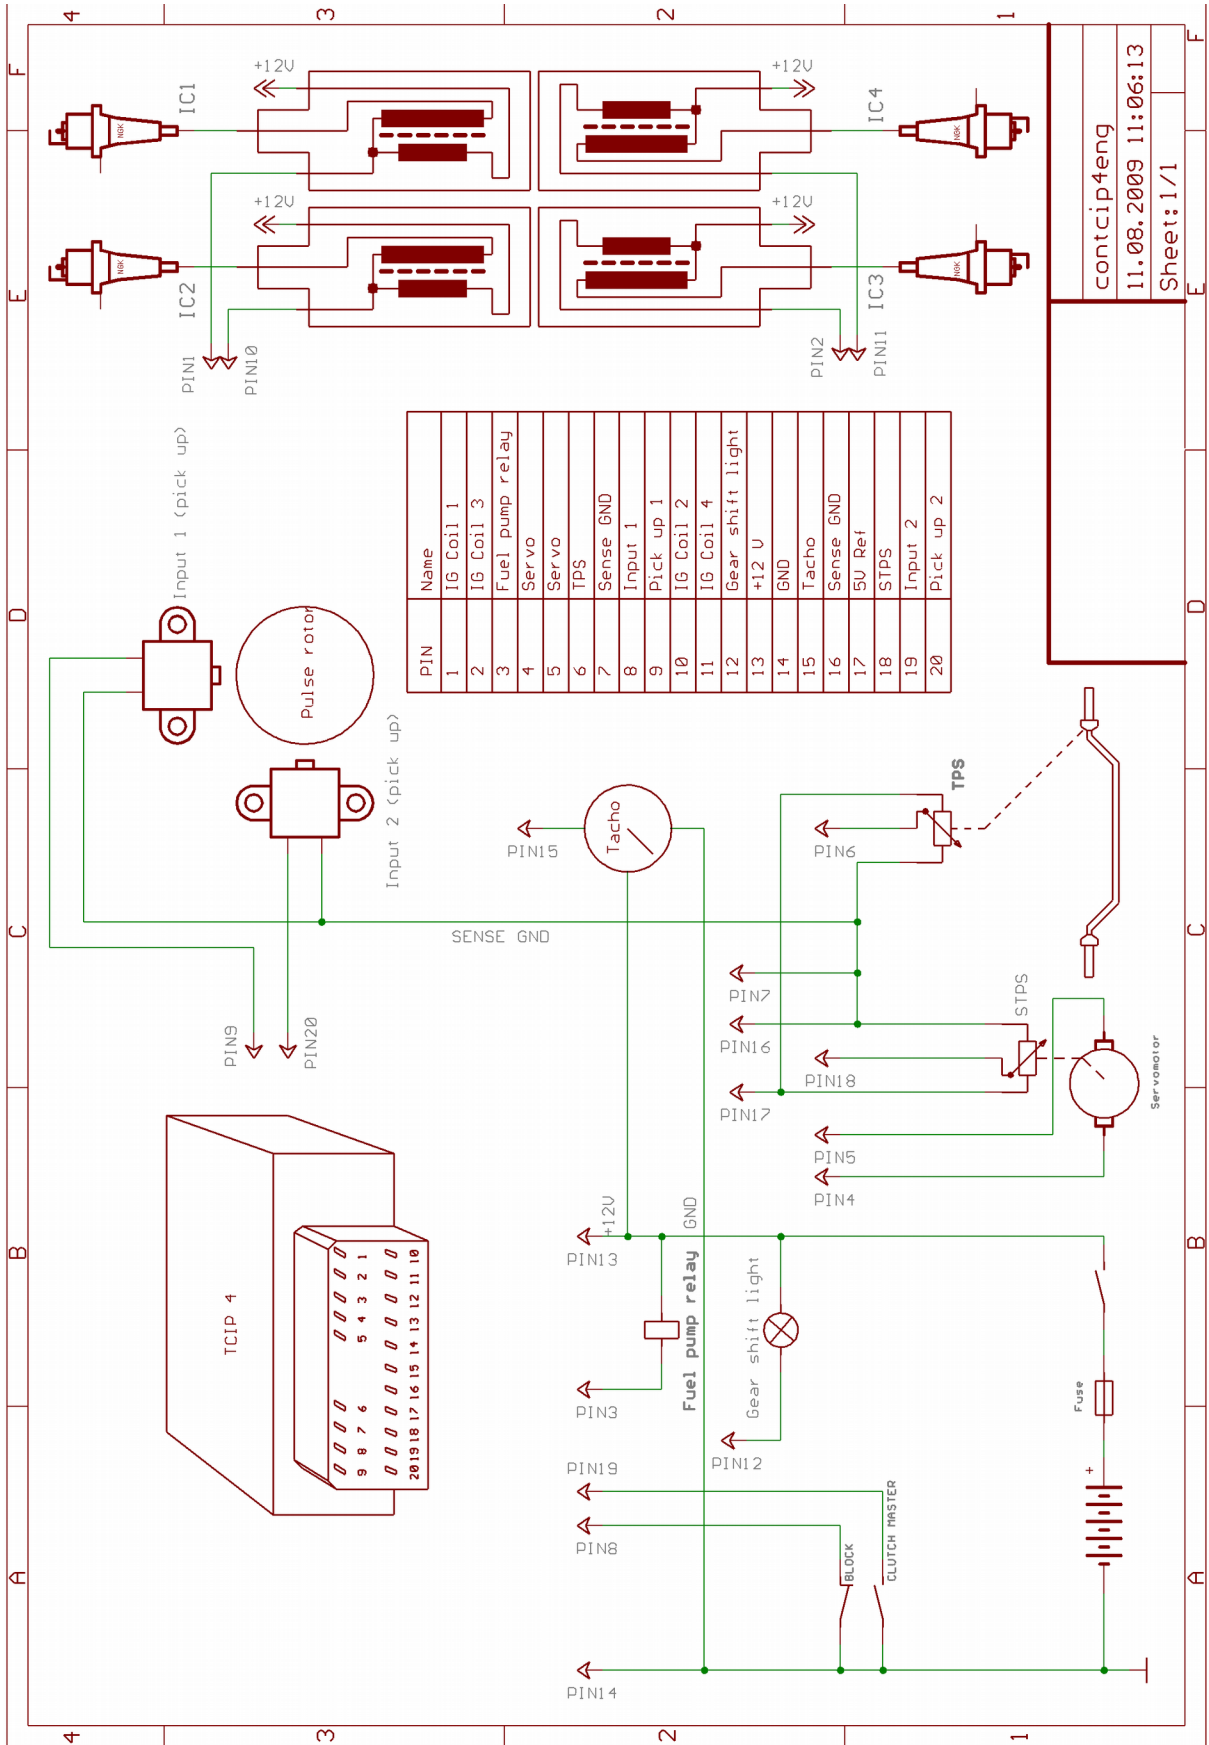 4
3
2
1
F
E
D
C
B
A
F
E
D
C
B
A
4
3
2
1
+12V
IC1
NGK
+12V
IC4
NGK
+12V
IC2
NGK
+12V
IC3
NGK
PIN1
PIN10
PIN2
PIN11
contcip4eng
11.08.2009 11:06:13
Sheet:1/1
Input 1 (pick up)
Pulse rotor
Input 2 (pick up)
PIN Name
1 IG Coil 1
2 IG Coil 3
3 Fuel pump relay
4 Servo
5 Servo
6 TPS
7 Sense GND
8 Input 1
9 Pick up 1
10 IG Coil 2
11 IG Coil 4
12 Gear shift light
13 +12 V
14 GND
15 Tacho
16 Sense GND
17 5V Ref
18 STPS
19 Input 2
20 Pick up 2
Tacho
PIN15
PIN6
TPS
SENSE GND
PIN7
PIN16
PIN18
PIN17
STPS
Servomotor
PIN5
PIN4
PIN9
PIN20
TCIP 4
9 8 7 6 5 4 3 2 1
20 19 18 17 16 15 14 13 12 11 10
+12V
GND
PIN13
Fuel pump relay
Gear shift light
PIN3
PIN12
PIN19
PIN8
BLOCK
CLUTCH MASTER
PIN14
Fuse
+